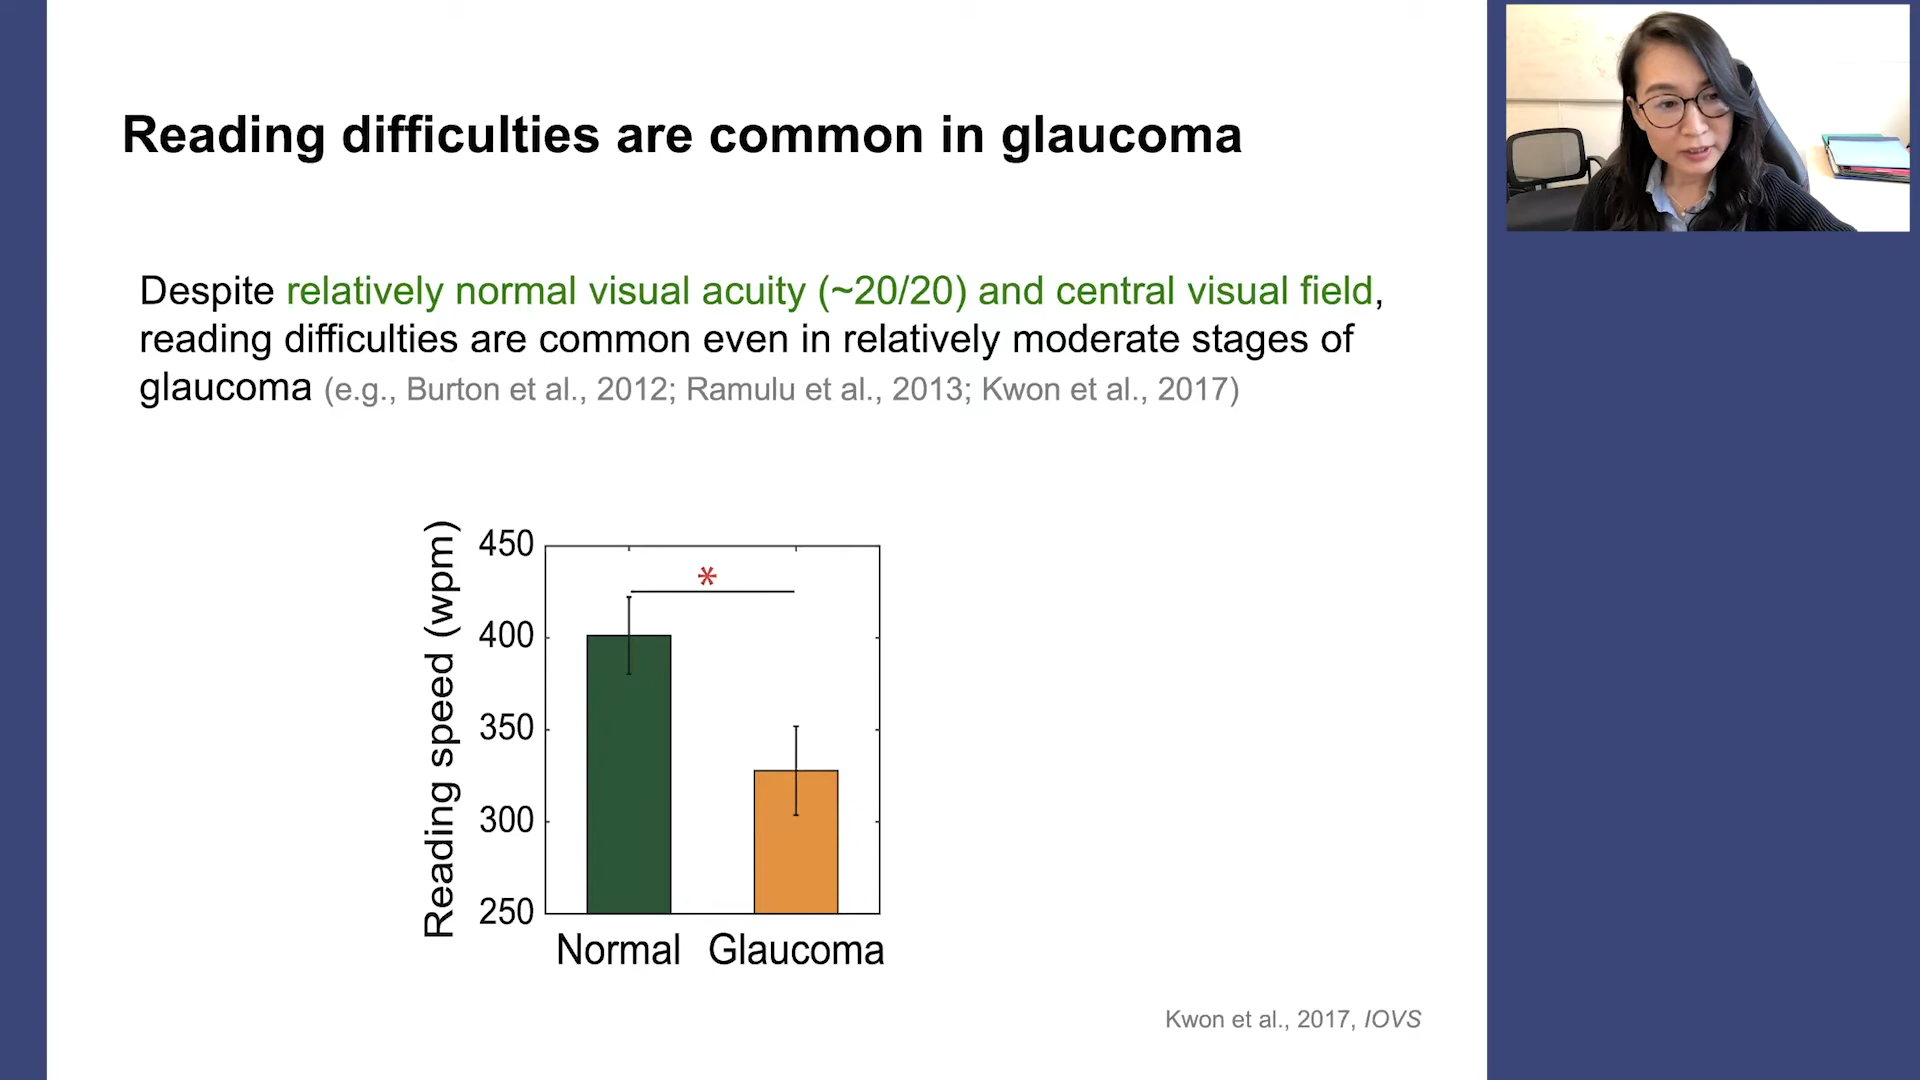 Reading difficulties are common in glaucoma
Despite relatively normal visual acuity (~20/20) and central visual field,
reading difficulties are common even in relatively moderate stages of
glaucoma (e.g., Burton et al., 2012; Ramulu et al., 2013; Kwon et al., 2017)
Reading speed (wpm)
450
*
400
350
300
250
Normal Glaucoma
Kwon et al., 2017, IOVS